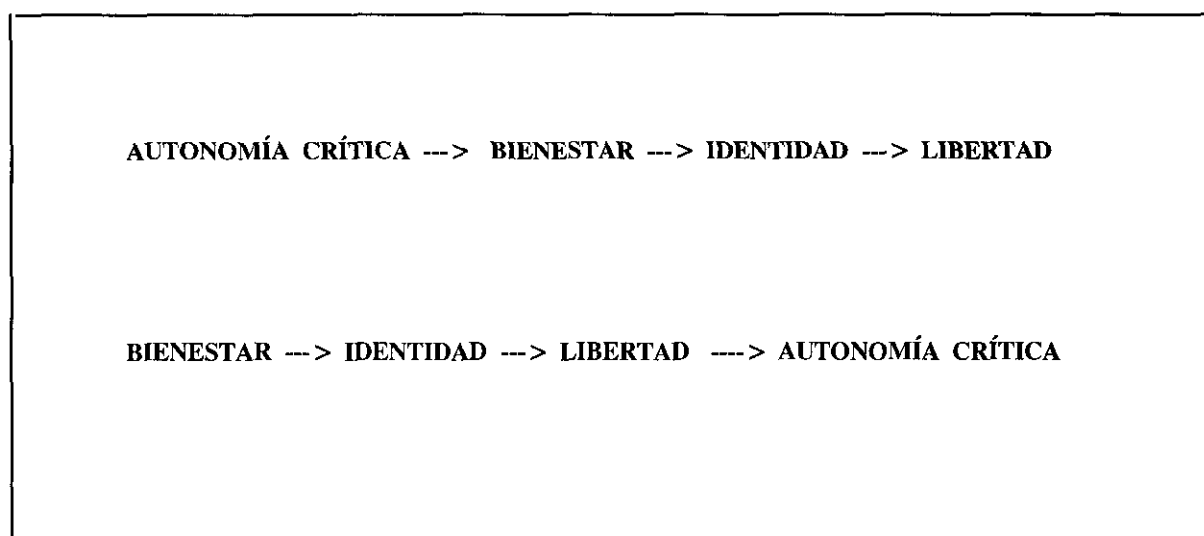 AUTONOMÍA CRÍTICA ---> BIENESTAR ---> IDENTIDAD ---> LIBERTAD
BIENESTAR ---> IDENTIDAD ---> LIBERTAD ----> AUTONOMÍA CRÍTICA